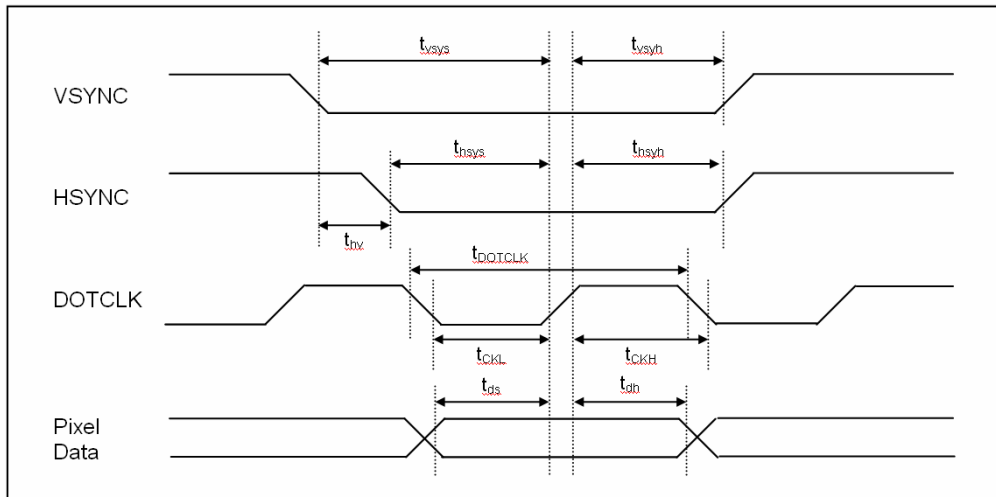 tvsys tvsyh
VSYNC
thsys thsyh
HSYNC
thv
tDOTCLK
DOTCLK
tCKL tCKH
tds tdh
Pixel
Data